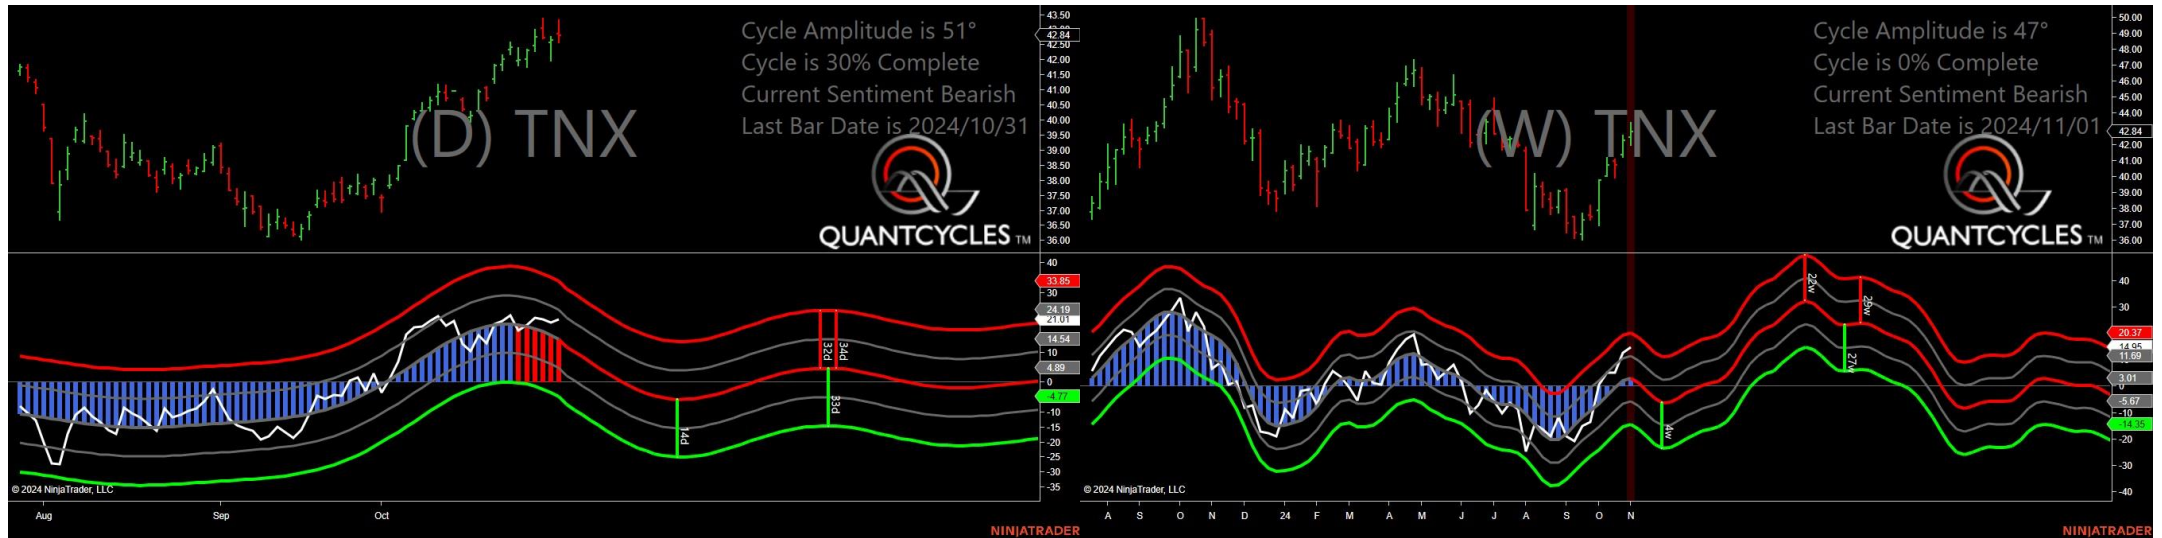 Cycle Amplitude is 51°
Cycle is 30% Complete
Current Sentiment Bearish
Last Bar Date is 2024/10/31
(D) TNX
QUANTCYCLES TM
43.50
42.84
42.50
42.00
41.50
41.00
40.50
40.00
39.50
39.00
38.50
38.00
37.50
37.00
36.50
36.00
40
33.85
30
24.19
21.01
14.54
10
4.89
0
-4.77
-10
-15
-20
-25
-30
-35
14d
32d
34d
33d
© 2024 NinjaTrader, LLC
Aug Sep Oct
NINJATRADER
Cycle Amplitude is 47°
Cycle is 0% Complete
Current Sentiment Bearish
Last Bar Date is 2024/11/01
(W) TNX
QUANTCYCLES TM
50.00
49.00
48.00
47.00
46.00
45.00
44.00
42.84
42.00
41.00
40.00
39.00
38.00
37.00
36.00
40
30
20.37
14.95
11.69
3.01
-5.67
-10
-14.35
-20
-30
-40
4w
22w
27w
29w
© 2024 NinjaTrader, LLC
A S O N D 24 F M A M J J A S O N
NINJATRADER